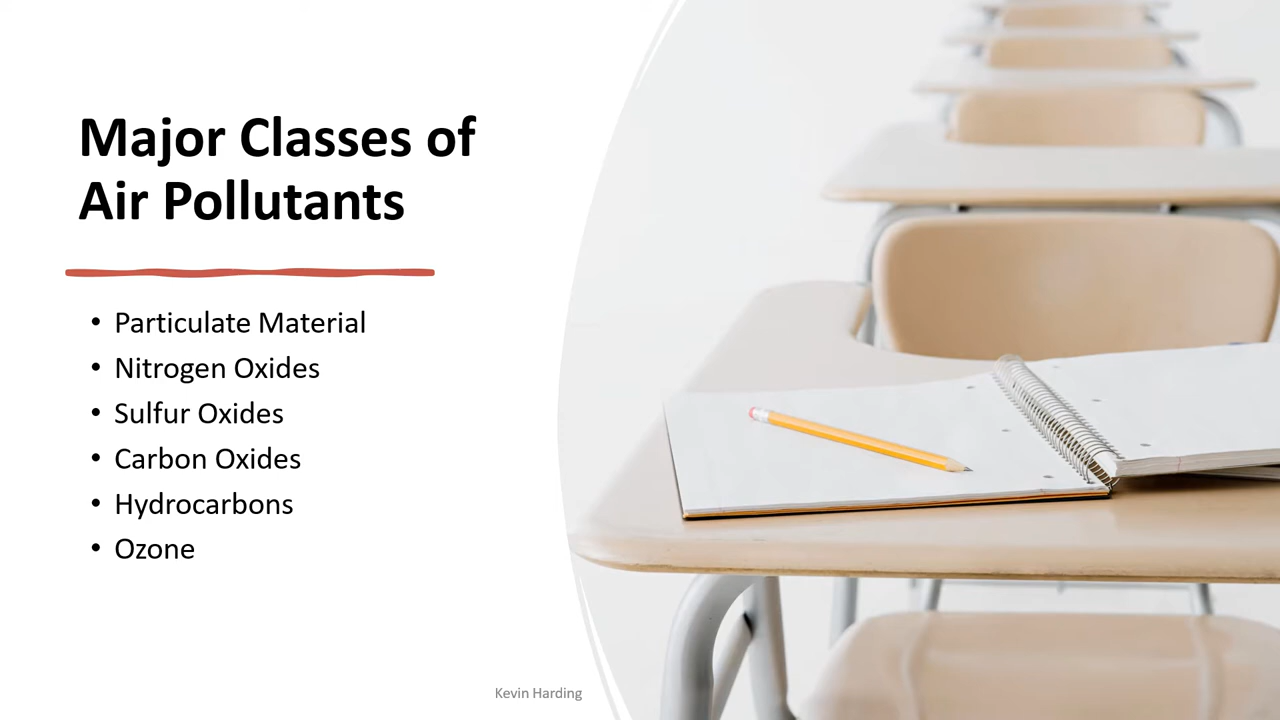 Major Classes of
Air Pollutants
• Particulate Material
• Nitrogen Oxides
• Sulfur Oxides
• Carbon Oxides
• Hydrocarbons
• Ozone
Kevin Harding